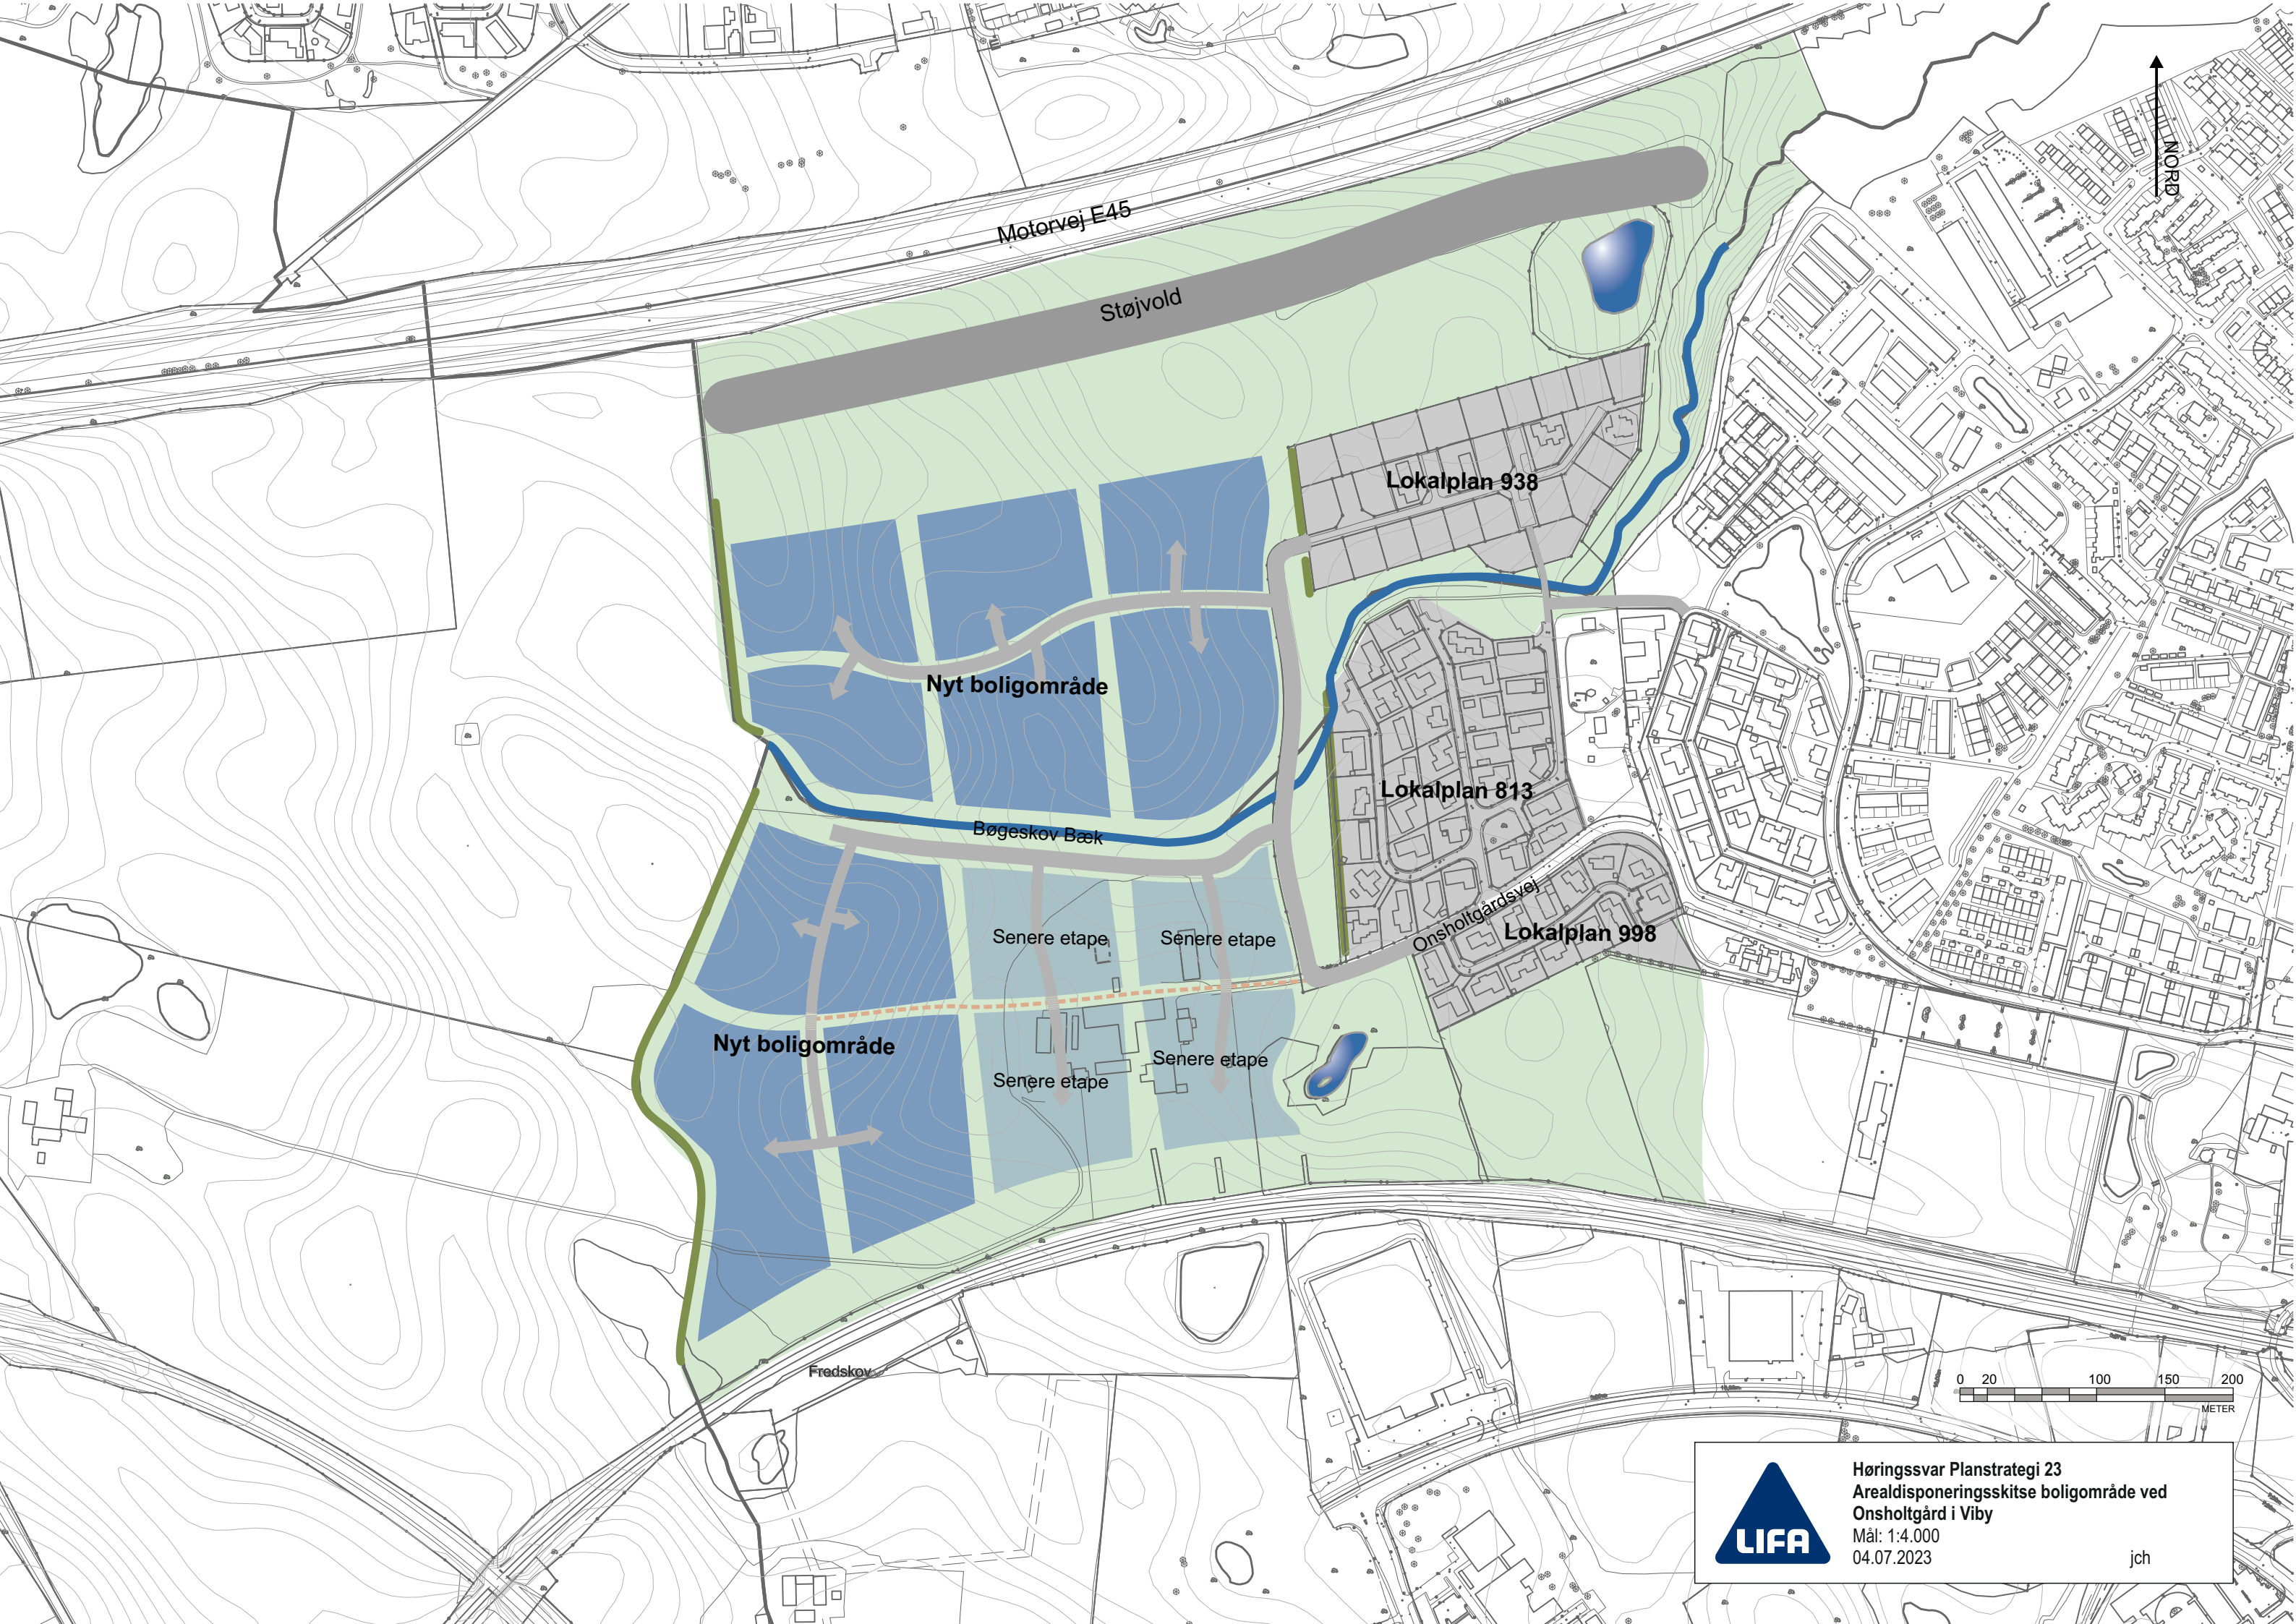 NORD
Motorvej E45
Støjvold
Lokalplan 938
Nyt boligområde
Lokalplan 813
Bøgeskov Bæk
Onsholtgårdsvej
Lokalplan 998
Senere etape
Senere etape
Nyt boligområde
Senere etape
Senere etape
Fredskov
0 20 100 150 200
METER
LIFA
Høringssvar Planstrategi 23
Arealdisponeringsskitse boligområde ved
Onsholtgård i Viby
Mål: 1:4.000
04.07.2023 jch